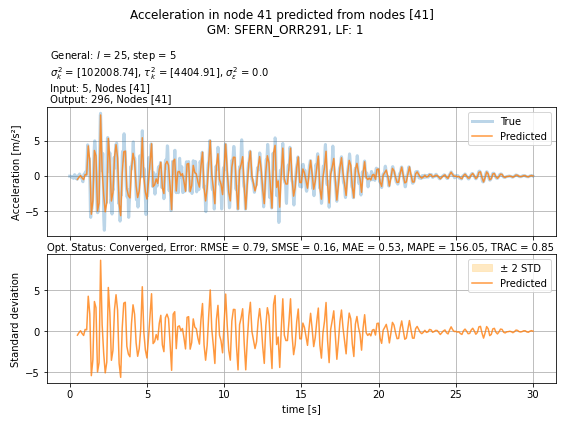 Acceleration in node 41 predicted from nodes [41]
GM: SFERN_ORR291, LF: 1
General: l = 25, step = 5
σ²ₖ = [102008.74], τ²ₖ = [4404.91], σ²ε = 0.0
Input: 5, Nodes [41]
Output: 296, Nodes [41]
Acceleration [m/s²]
5
0
−5
True
Predicted
Opt. Status: Converged, Error: RMSE = 0.79, SMSE = 0.16, MAE = 0.53, MAPE = 156.05, TRAC = 0.85
Standard deviation
5
0
−5
± 2 STD
Predicted
0 5 10 15 20 25 30
time [s]